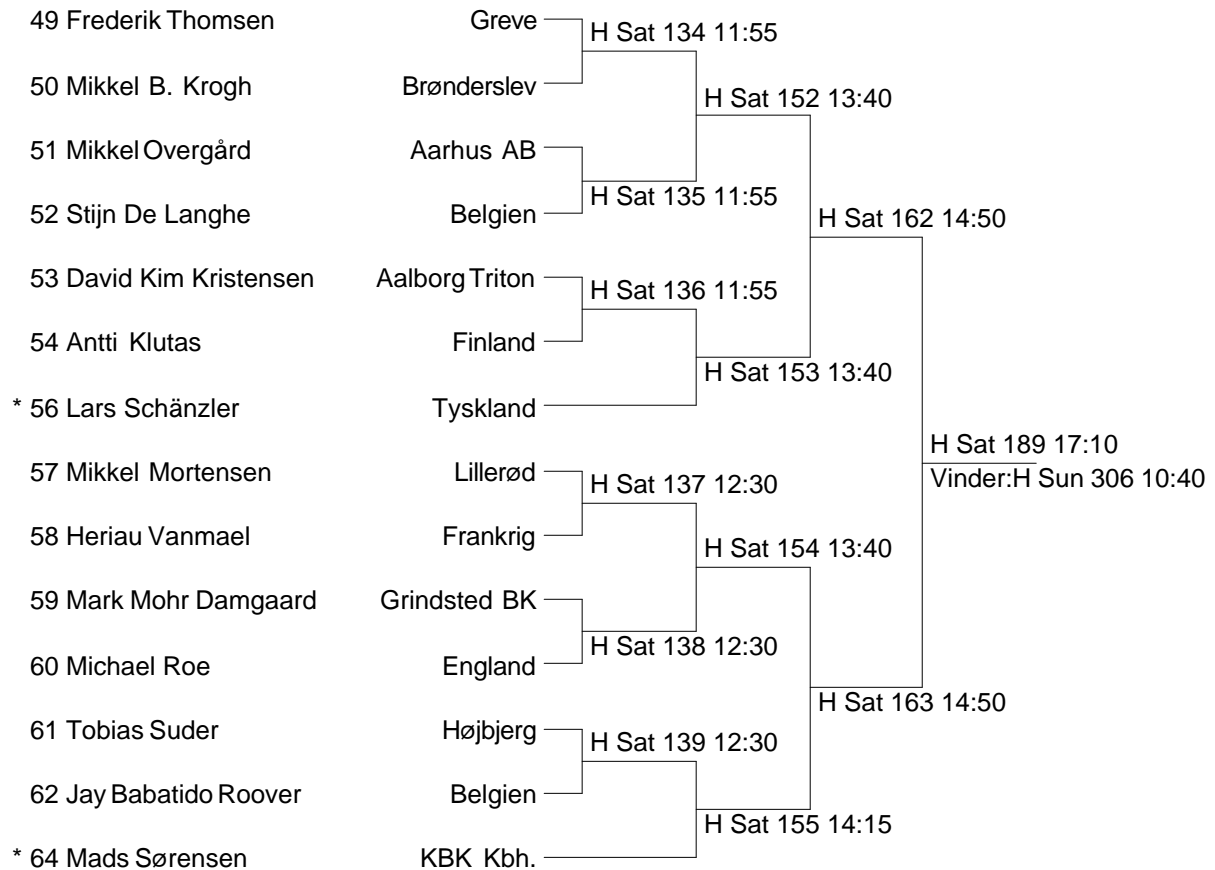 49 Frederik Thomsen Greve
H Sat 134 11:55
50 Mikkel B. Krogh Brønderslev
H Sat 152 13:40
51 Mikkel Overgård Aarhus AB
H Sat 135 11:55
52 Stijn De Langhe Belgien
H Sat 162 14:50
53 David Kim Kristensen Aalborg Triton
H Sat 136 11:55
54 Antti Klutas Finland
H Sat 153 13:40
* 56 Lars Schänzler Tyskland
H Sat 189 17:10
Vinder:H Sun 306 10:40
57 Mikkel Mortensen Lillerød
H Sat 137 12:30
58 Heriau Vanmael Frankrig
H Sat 154 13:40
59 Mark Mohr Damgaard Grindsted BK
H Sat 138 12:30
60 Michael Roe England
H Sat 163 14:50
61 Tobias Suder Højbjerg
H Sat 139 12:30
62 Jay Babatido Roover Belgien
H Sat 155 14:15
* 64 Mads Sørensen KBK Kbh.